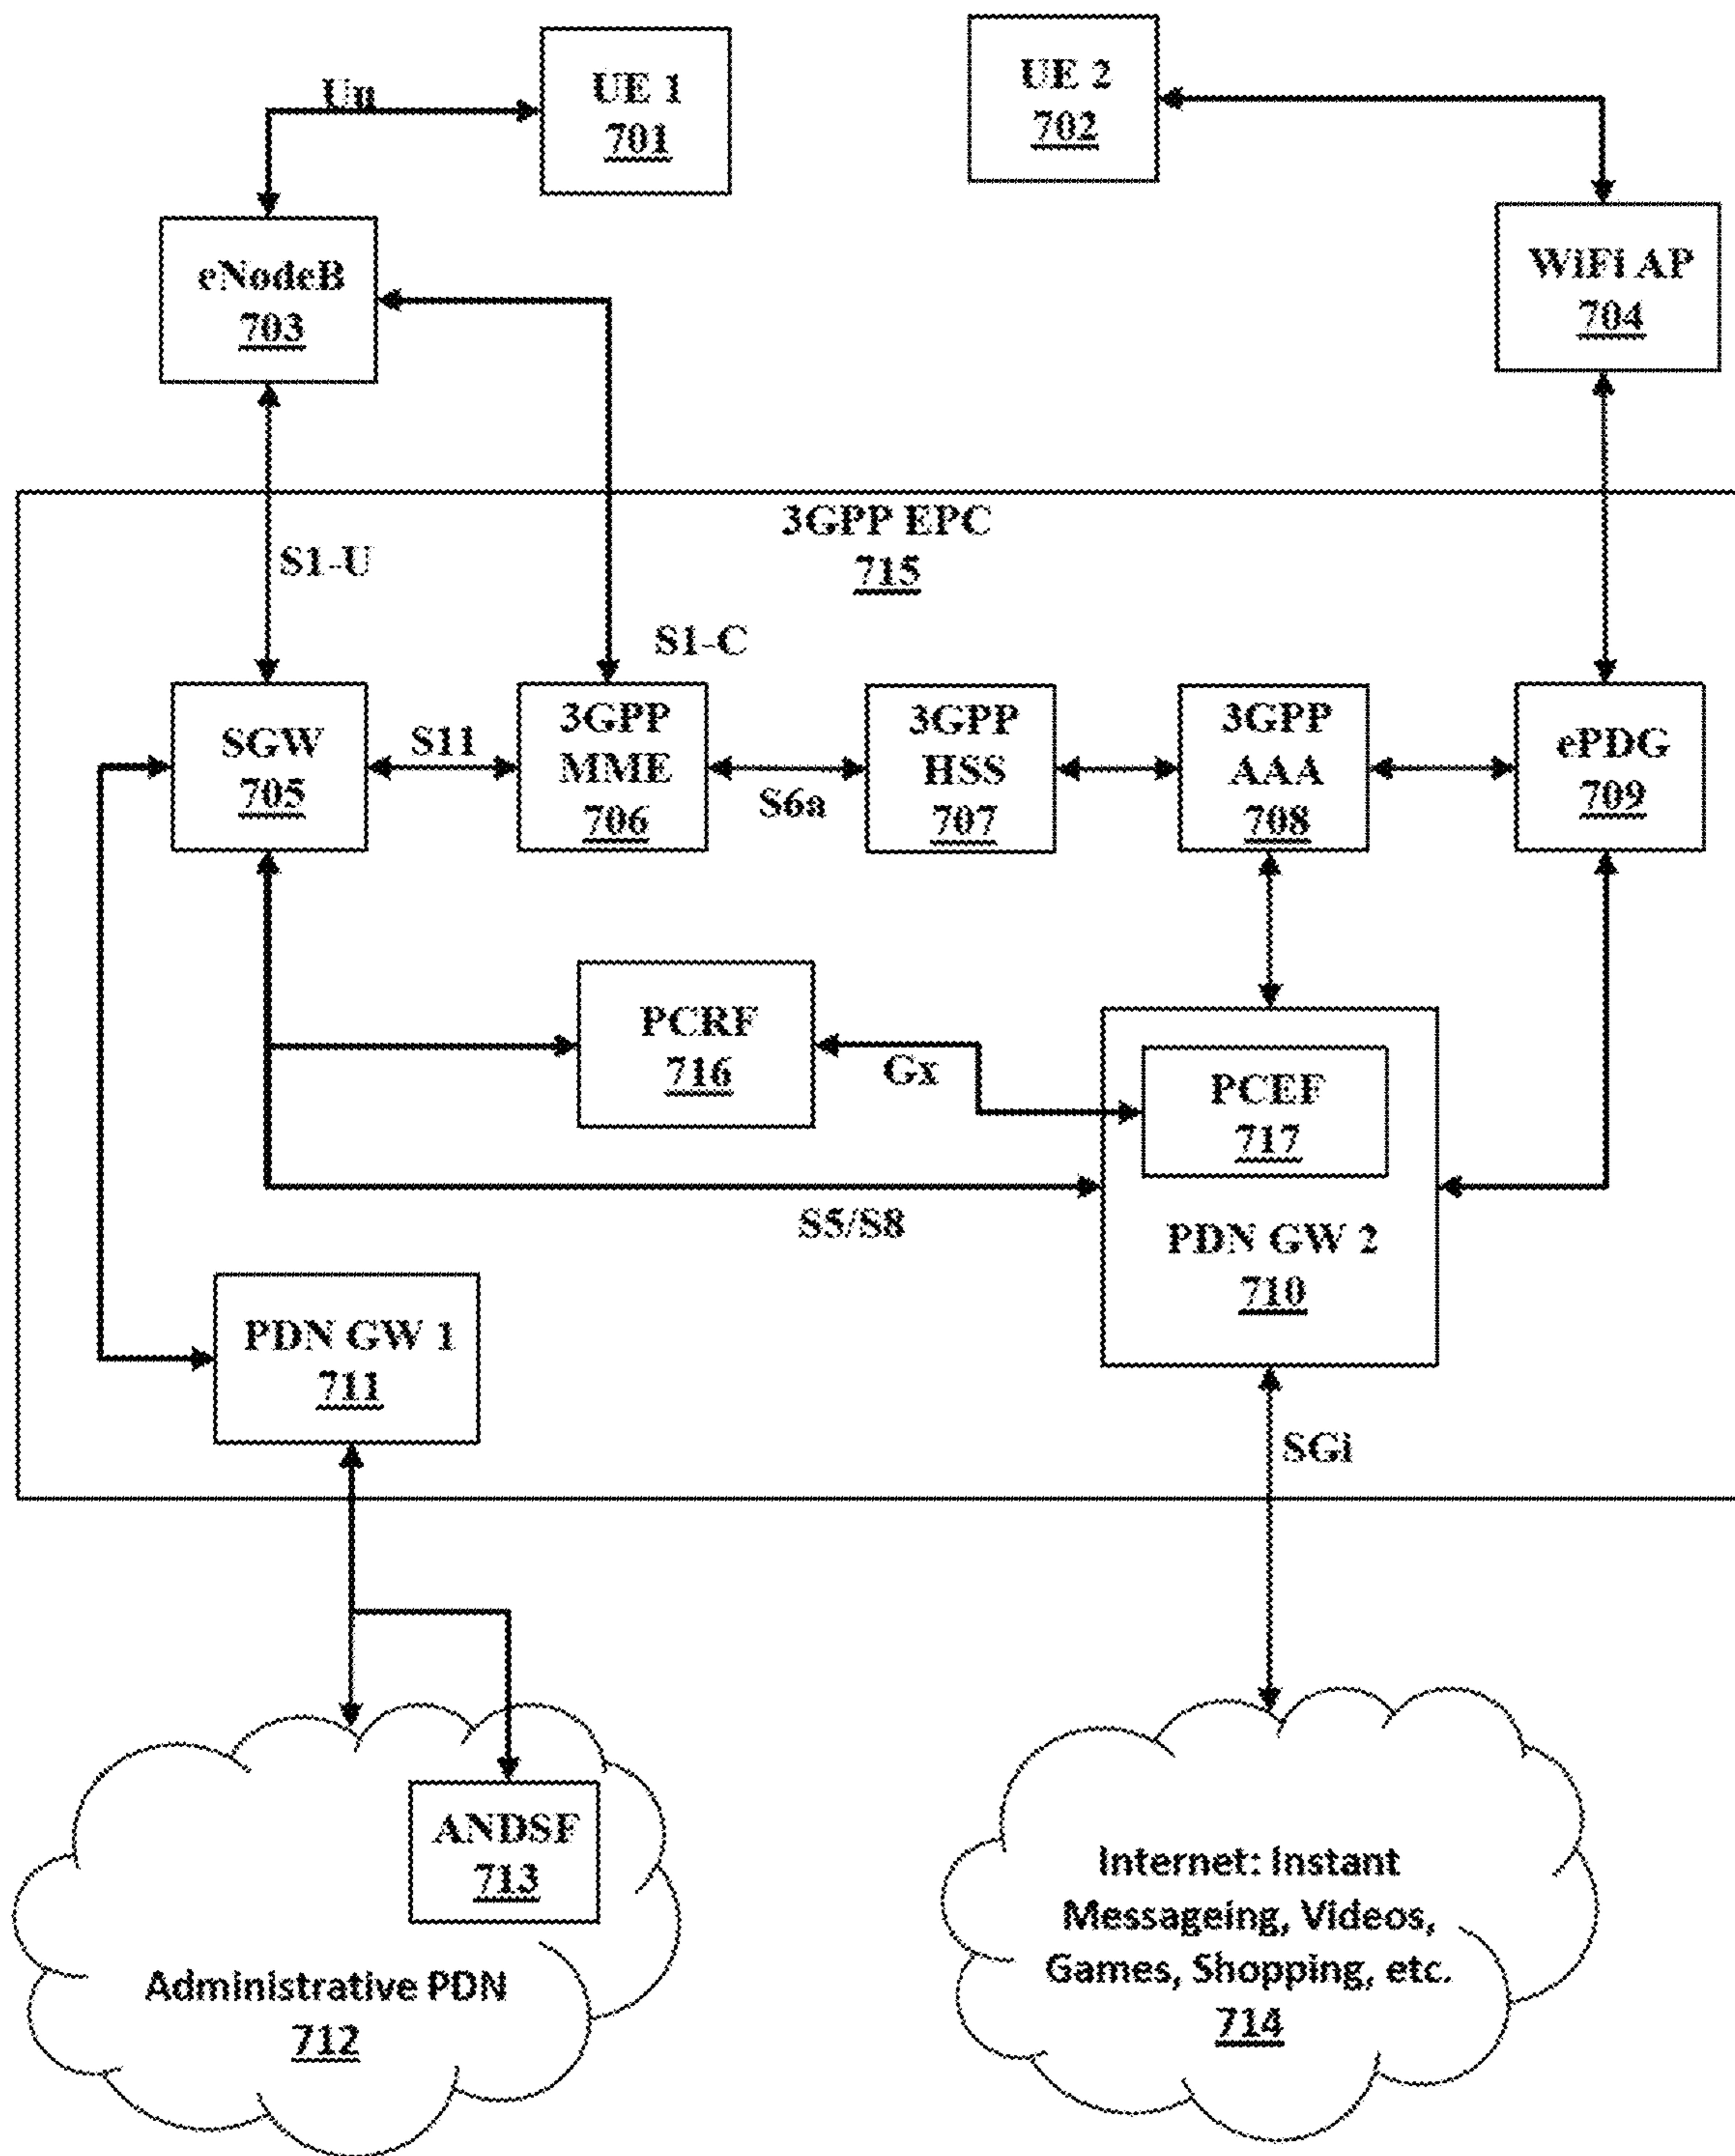 UE 1
701
UE 2
702
Uu
eNodeB
703
WiFi AP
704
3GPP EPC
715
S1-U
S1-C
SGW
705
S11
3GPP
MME
706
S6a
3GPP
HSS
707
3GPP
AAA
708
ePDG
709
PCRF
716
Gx
PCEF
717
S5/S8
PDN GW 2
710
PDN GW 1
711
SGi
ANDSF
713
Administrative PDN
712
Internet: Instant
Messageing, Videos,
Games, Shopping, etc.
714